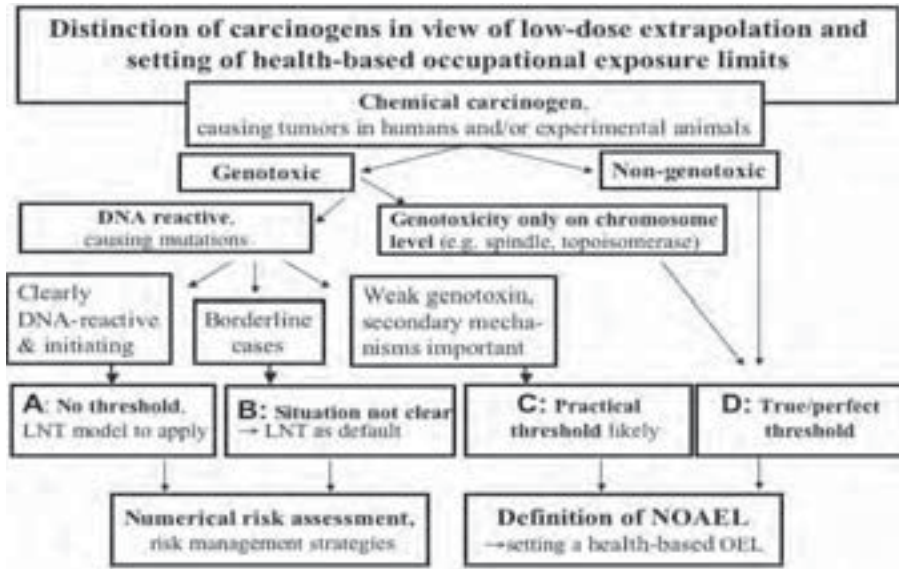 Distinction of carcinogens in view of low-dose extrapolation and
setting of health-based occupational exposure limits
Chemical carcinogen,
causing tumors in humans and/or experimental animals
Genotoxic
Non-genotoxic
DNA reactive,
causing mutations
Genotoxicity only on chromosome
level (e.g. spindle, topoisomerase)
Clearly
DNA-reactive
& initiating
Borderline
cases
Weak genotoxin,
secondary mecha-
nisms important
A: No threshold,
LNT model to apply
B: Situation not clear
→ LNT as default
C: Practical
threshold likely
D: True/perfect
threshold
Numerical risk assessment,
risk management strategies
Definition of NOAEL
→setting a health-based OEL